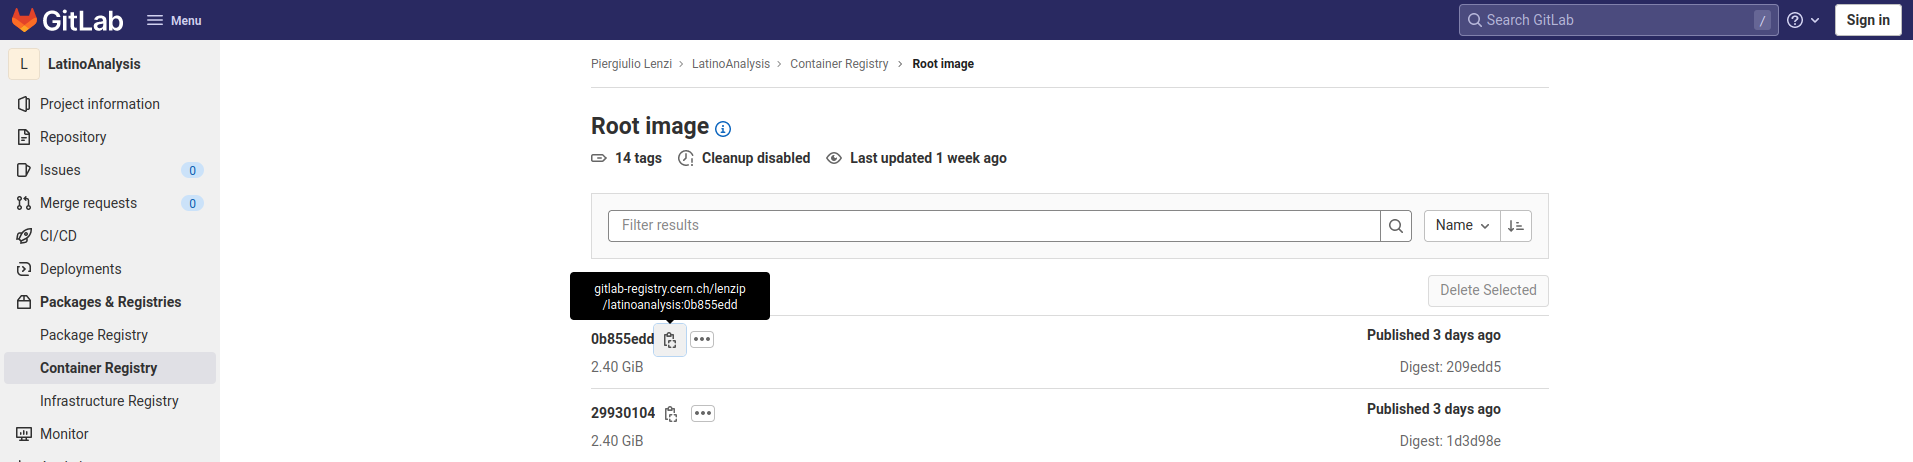 GitLab
Menu
Search GitLab
/
Sign in
L
LatinoAnalysis
Project information
Repository
Issues
0
Merge requests
0
CI/CD
Deployments
Packages & Registries
Package Registry
Container Registry
Infrastructure Registry
Monitor
Piergiulio Lenzi › LatinoAnalysis › Container Registry › Root image
Root image
14 tags
Cleanup disabled
Last updated 1 week ago
Filter results
Name
Delete Selected
gitlab-registry.cern.ch/lenzip
/latinoanalysis:0b855edd
0b855edd
Published 3 days ago
2.40 GiB
Digest: 209edd5
29930104
Published 3 days ago
2.40 GiB
Digest: 1d3d98e